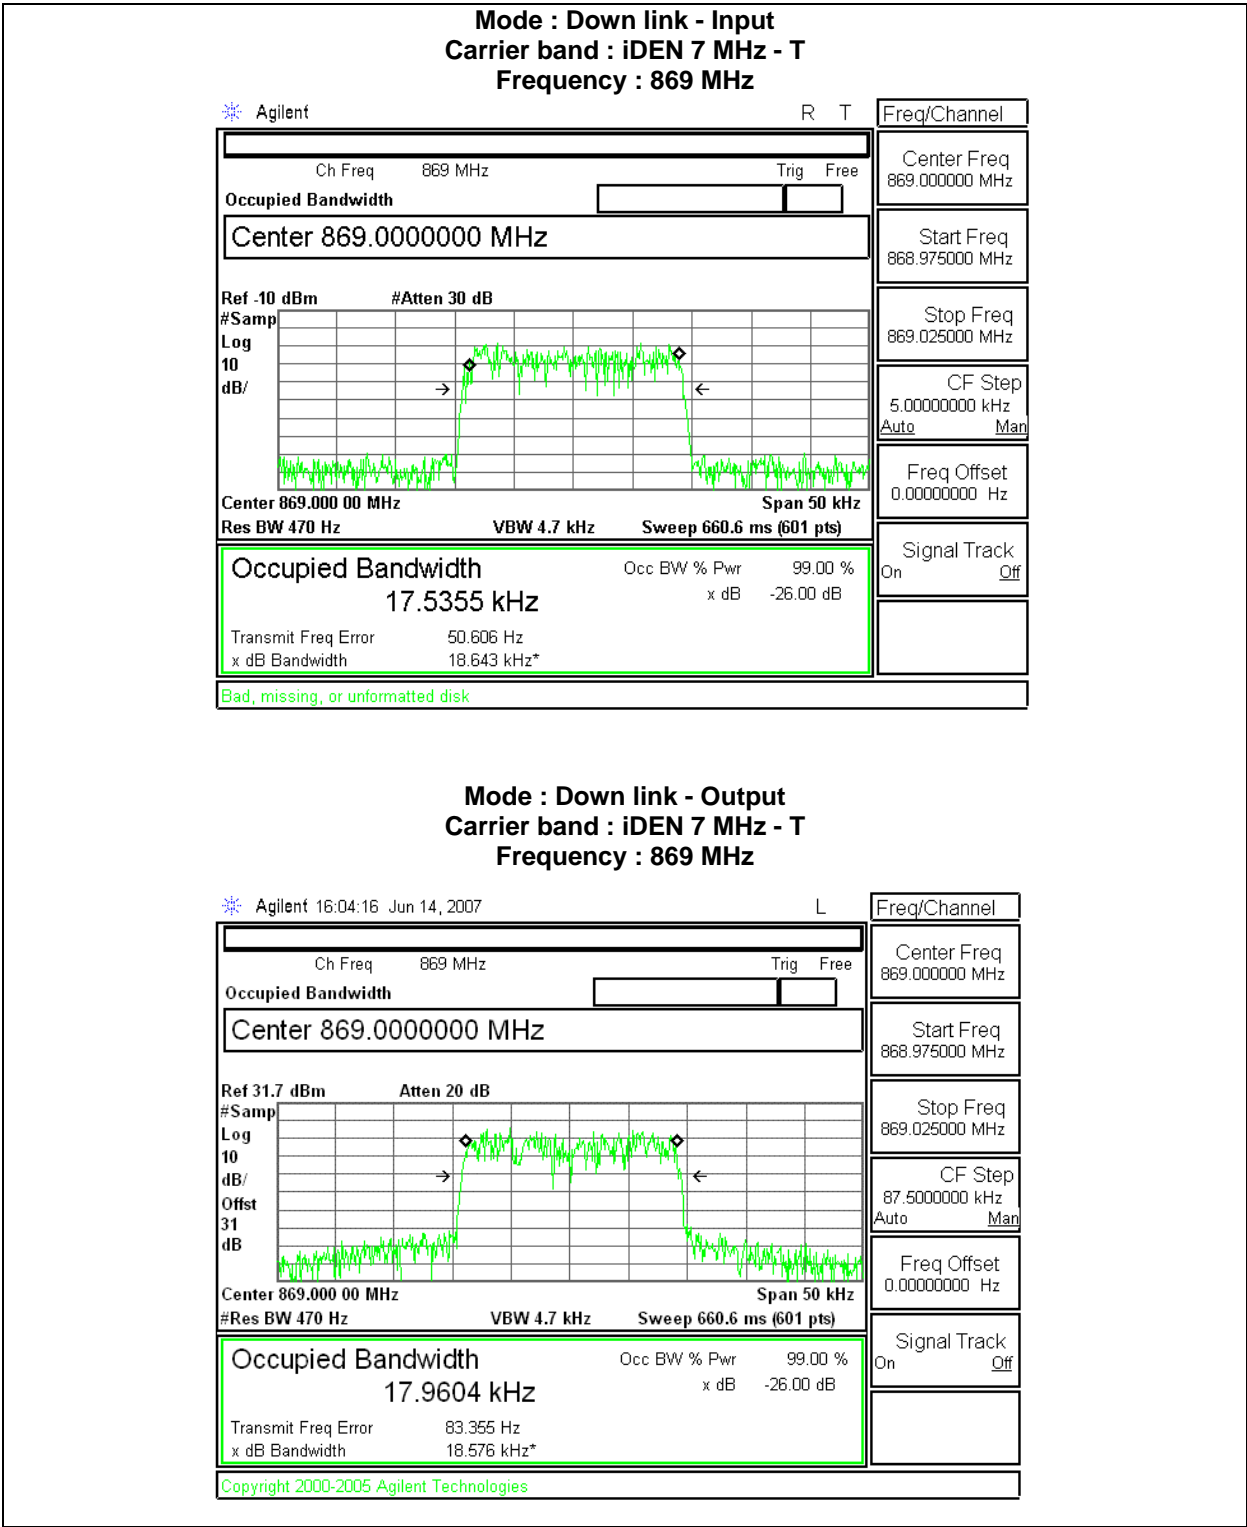 Mode : Down link - Input
Carrier band : iDEN 7 MHz - T
Frequency : 869 MHz
Agilent R T
Freq/Channel
Ch Freq 869 MHz Trig Free
Occupied Bandwidth
Center 869.0000000 MHz
Center Freq
869.000000 MHz
Start Freq
868.975000 MHz
Stop Freq
869.025000 MHz
CF Step
5.00000000 kHz
Auto Man
Freq Offset
0.00000000 Hz
Signal Track
On Off
Ref -10 dBm #Atten 30 dB
#Samp
Log
10
dB/
Center 869.000 00 MHz Span 50 kHz
Res BW 470 Hz VBW 4.7 kHz Sweep 660.6 ms (601 pts)
Occupied Bandwidth Occ BW % Pwr 99.00 %
17.5355 kHz x dB -26.00 dB
Transmit Freq Error 50.606 Hz
x dB Bandwidth 18.643 kHz*
Bad, missing, or unformatted disk
Mode : Down link - Output
Carrier band : iDEN 7 MHz - T
Frequency : 869 MHz
Agilent 16:04:16 Jun 14, 2007 L
Freq/Channel
Ch Freq 869 MHz Trig Free
Occupied Bandwidth
Center 869.0000000 MHz
Center Freq
869.000000 MHz
Start Freq
868.975000 MHz
Stop Freq
869.025000 MHz
CF Step
87.5000000 kHz
Auto Man
Freq Offset
0.00000000 Hz
Signal Track
On Off
Ref 31.7 dBm Atten 20 dB
#Samp
Log
10
dB/
Offst
31
dB
Center 869.000 00 MHz Span 50 kHz
#Res BW 470 Hz VBW 4.7 kHz Sweep 660.6 ms (601 pts)
Occupied Bandwidth Occ BW % Pwr 99.00 %
17.9604 kHz x dB -26.00 dB
Transmit Freq Error 83.355 Hz
x dB Bandwidth 18.576 kHz*
Copyright 2000-2005 Agilent Technologies